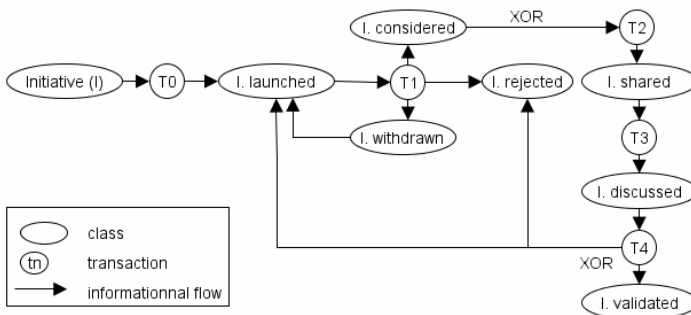 I. considered
XOR
T2
Initiative (I)
T0
I. launched
T1
I. rejected
I. shared
I. withdrawn
T3
I. discussed
class
tn
transaction
T4
XOR
informationnal flow
I. validated